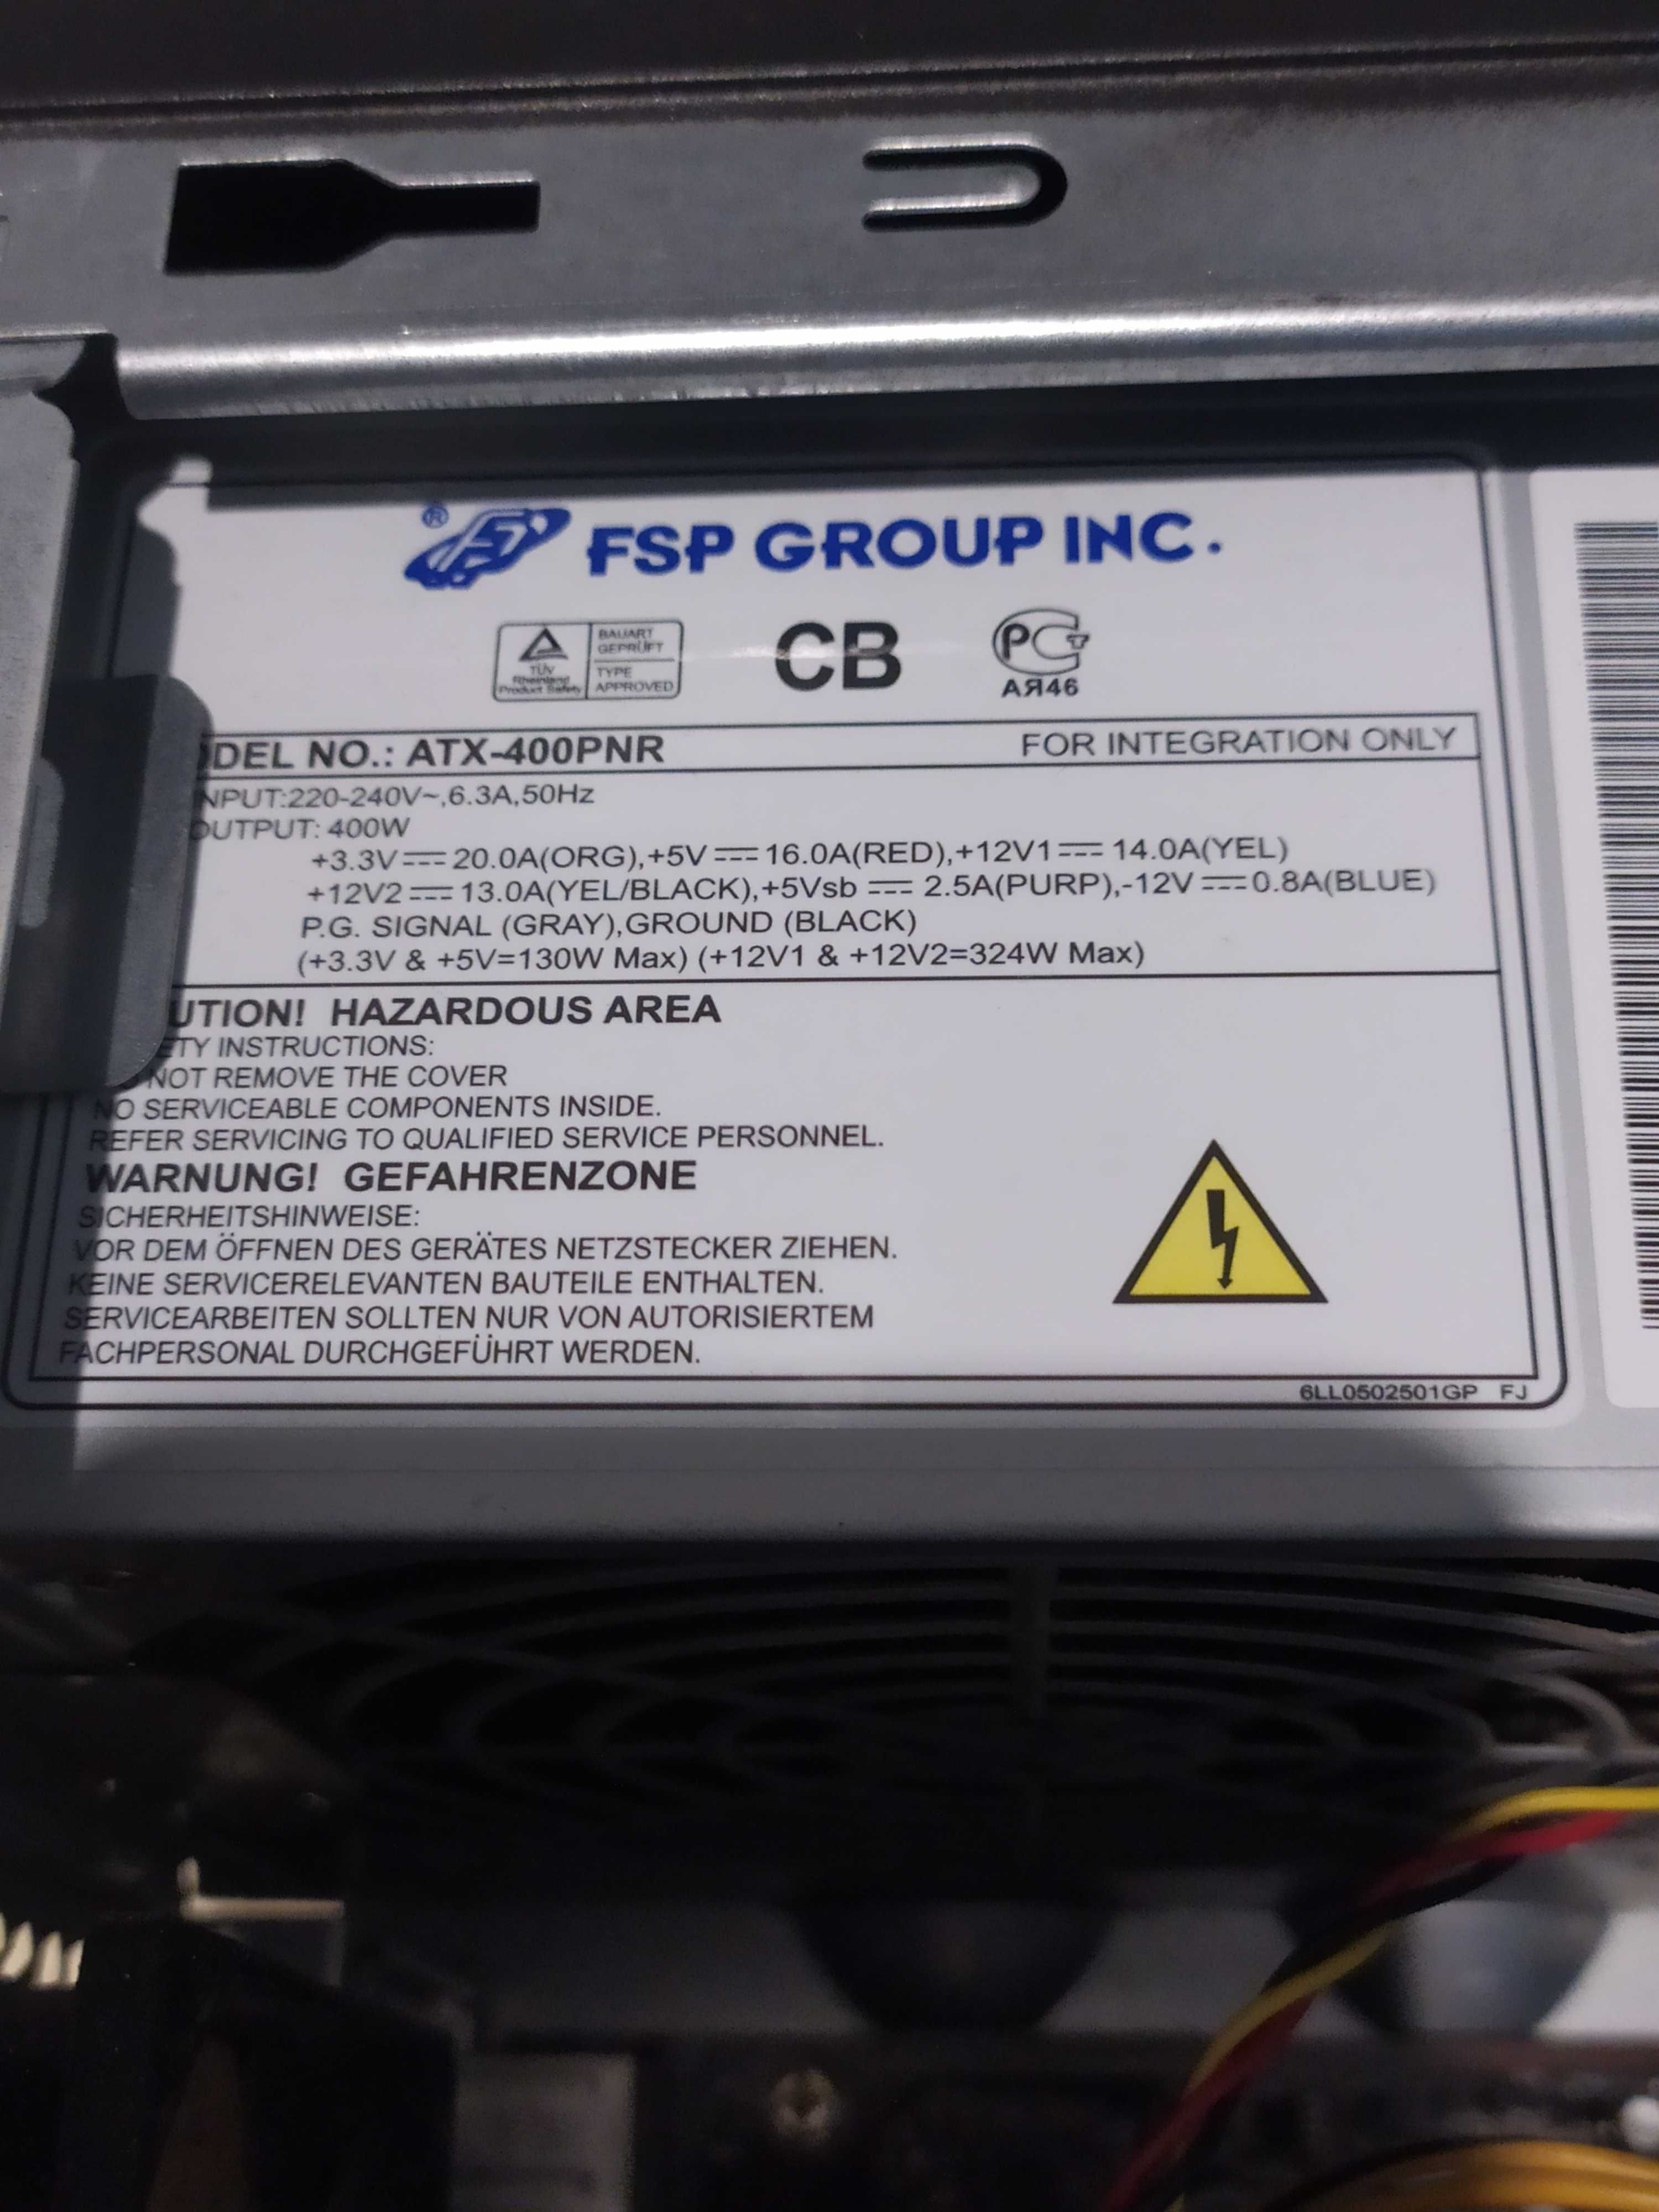 ® FSP GROUP INC.
TÜV
Rheinland
Product Safety
BAUART
GEPRÜFT
TYPE
APPROVED
CB
PCT
АЯ46
DEL NO.: ATX-400PNR FOR INTEGRATION ONLY
NPUT:220-240V~,6.3A,50Hz
OUTPUT: 400W
+3.3V⎓20.0A(ORG),+5V⎓16.0A(RED),+12V1⎓14.0A(YEL)
+12V2⎓13.0A(YEL/BLACK),+5Vsb⎓2.5A(PURP),-12V⎓0.8A(BLUE)
P.G. SIGNAL (GRAY),GROUND (BLACK)
(+3.3V & +5V=130W Max) (+12V1 & +12V2=324W Max)
UTION! HAZARDOUS AREA
ETY INSTRUCTIONS:
NOT REMOVE THE COVER
NO SERVICEABLE COMPONENTS INSIDE.
REFER SERVICING TO QUALIFIED SERVICE PERSONNEL.
WARNUNG! GEFAHRENZONE
SICHERHEITSHINWEISE:
VOR DEM ÖFFNEN DES GERÄTES NETZSTECKER ZIEHEN.
KEINE SERVICERELEVANTEN BAUTEILE ENTHALTEN.
SERVICEARBEITEN SOLLTEN NUR VON AUTORISIERTEM
FACHPERSONAL DURCHGEFÜHRT WERDEN.
6LL0502501GP FJ